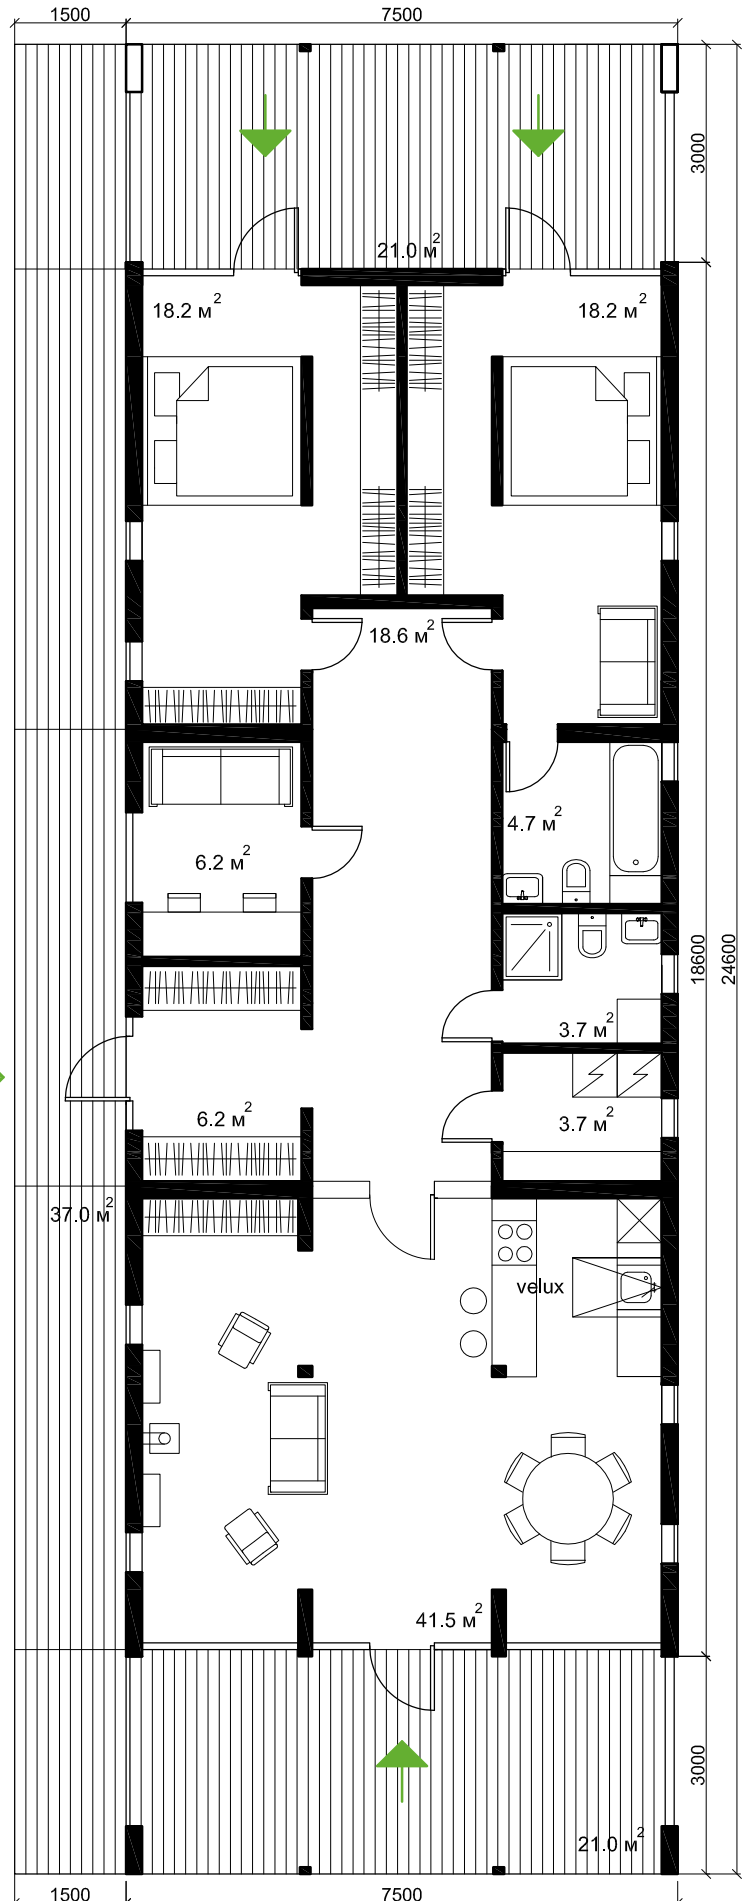 1500 7500
3000
21.0 м²
18.2 м² 18.2 м²
18.6 м²
4.7 м²
6.2 м²
18600 24600
3.7 м²
6.2 м² 3.7 м²
37.0 м²
velux
41.5 м²
3000
21.0 м²
1500 7500